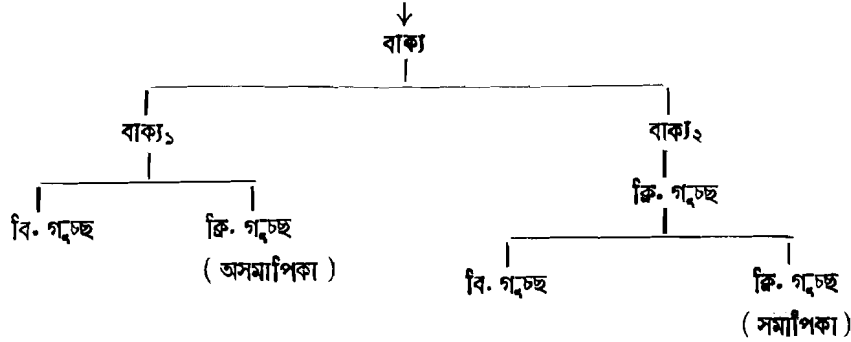 বাক্য
বাক্য১ বাক্য২
ক্রি. গুচ্ছ
বি. গুচ্ছ ক্রি. গুচ্ছ
(অসমাপিকা)
বি. গুচ্ছ ক্রি. গুচ্ছ
(সমাপিকা)